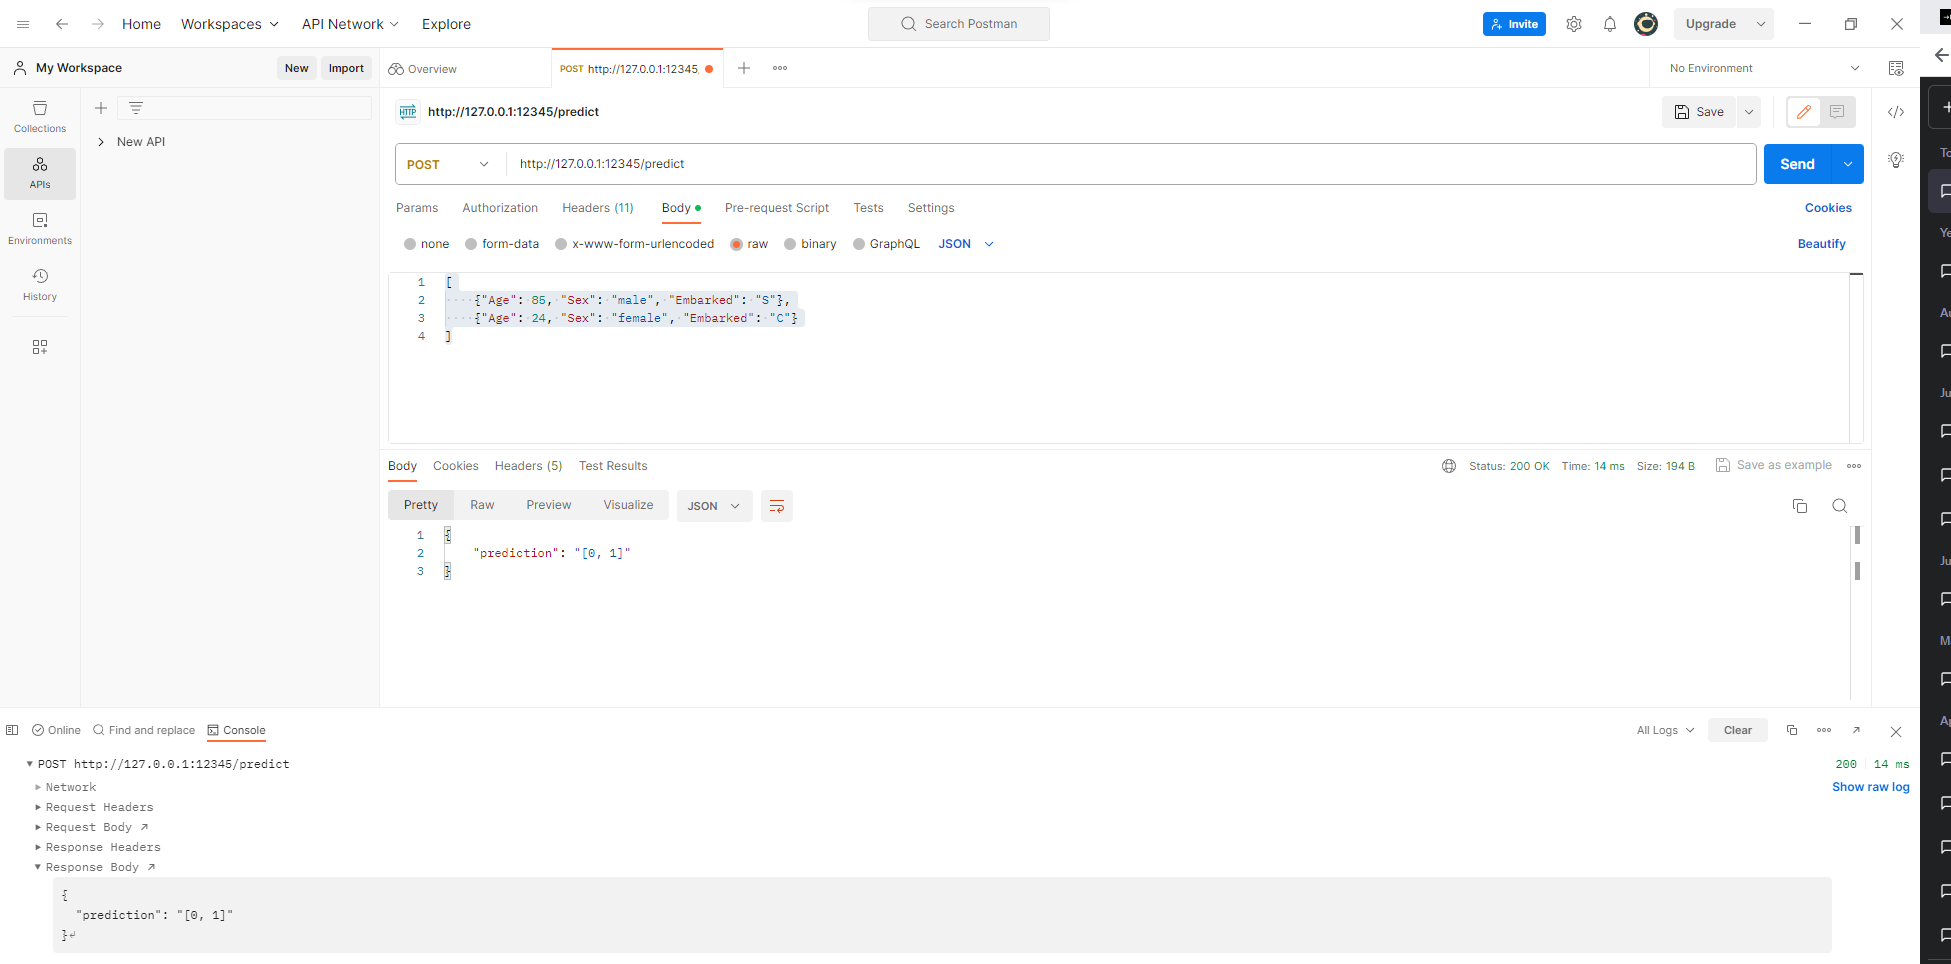 Home Workspaces API Network Explore Search Postman Invite Upgrade
My Workspace New Import Overview POST http://127.0.0.1:12345, No Environment
HTTP http://127.0.0.1:12345/predict Save
Collections
New API
APIs
Environments
History
POST http://127.0.0.1:12345/predict Send
Params Authorization Headers (11) Body Pre-request Script Tests Settings Cookies
none form-data x-www-form-urlencoded raw binary GraphQL JSON Beautify
1 [
2 {"Age": 85, "Sex": "male", "Embarked": "S"},
3 {"Age": 24, "Sex": "female", "Embarked": "C"}
4 ]
Body Cookies Headers (5) Test Results Status: 200 OK Time: 14 ms Size: 194 B Save as example
Pretty Raw Preview Visualize JSON
1 {
2 "prediction": "[0, 1]"
3 }
Online Find and replace Console All Logs Clear
POST http://127.0.0.1:12345/predict 200 14 ms
Network Show raw log
Request Headers
Request Body
Response Headers
Response Body
{
"prediction": "[0, 1]"
}
To
Ye
Au
Ju
Ju
Ap